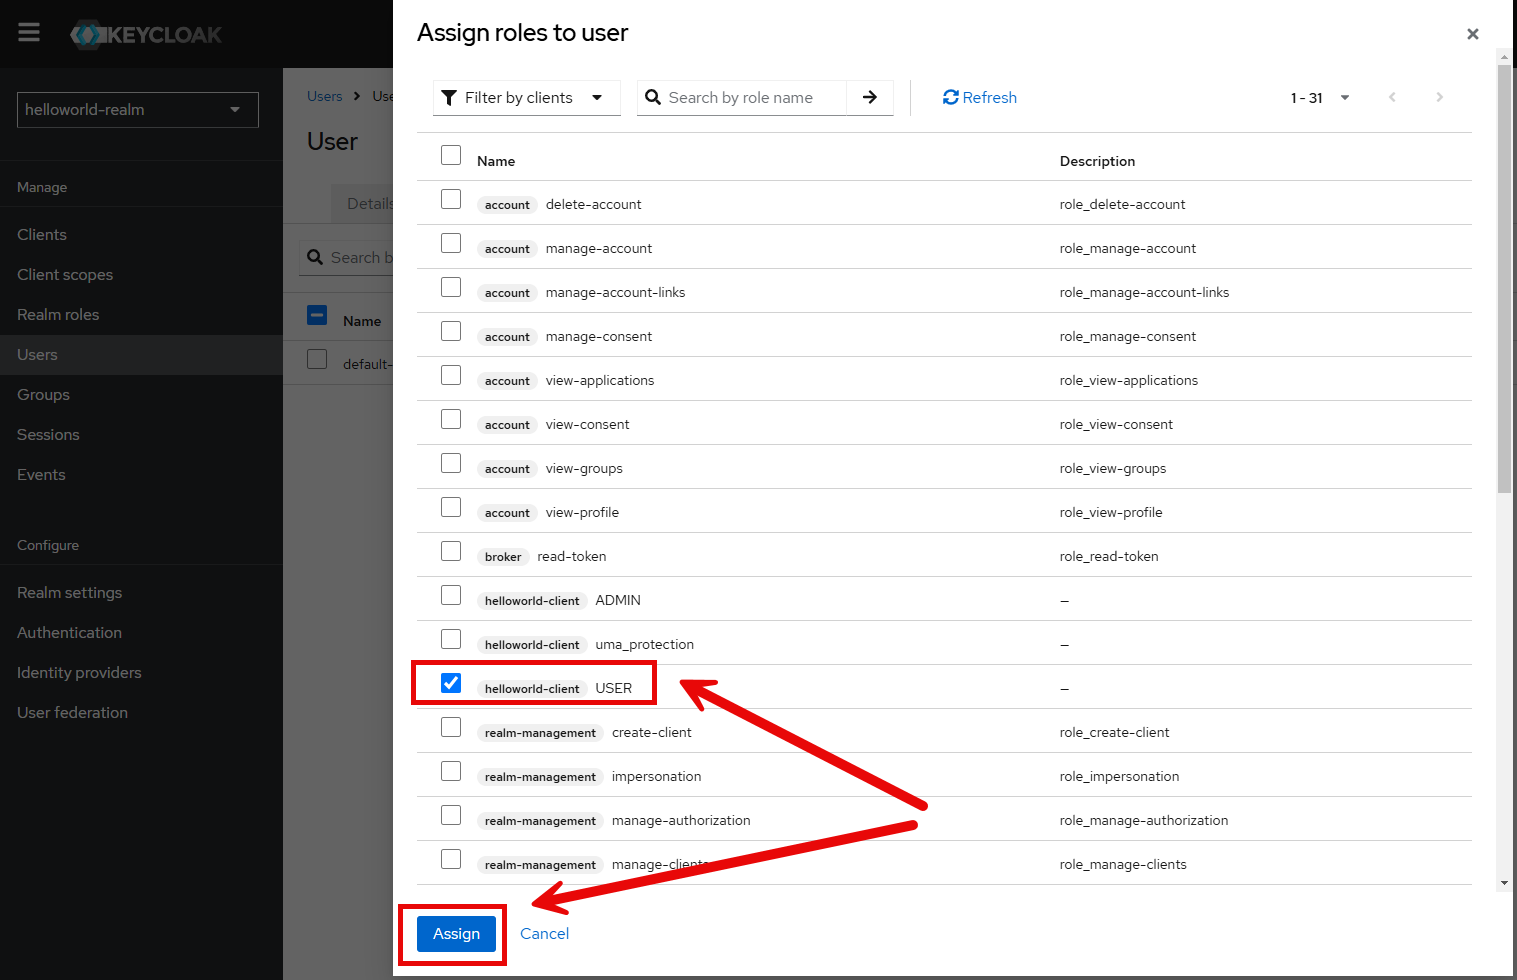 KEYCLOAK
helloworld-realm
Manage
Clients
Client scopes
Realm roles
Users
Groups
Sessions
Events
Configure
Realm settings
Authentication
Identity providers
User federation
Users > Use
User
Details
Search b
Name
default-
Assign roles to user
Filter by clients
Search by role name
Refresh
1 - 31
Name Description
account delete-account role_delete-account
account manage-account role_manage-account
account manage-account-links role_manage-account-links
account manage-consent role_manage-consent
account view-applications role_view-applications
account view-consent role_view-consent
account view-groups role_view-groups
account view-profile role_view-profile
broker read-token role_read-token
helloworld-client ADMIN —
helloworld-client uma_protection —
helloworld-client USER —
realm-management create-client role_create-client
realm-management impersonation role_impersonation
realm-management manage-authorization role_manage-authorization
realm-management manage-clients role_manage-clients
Assign Cancel